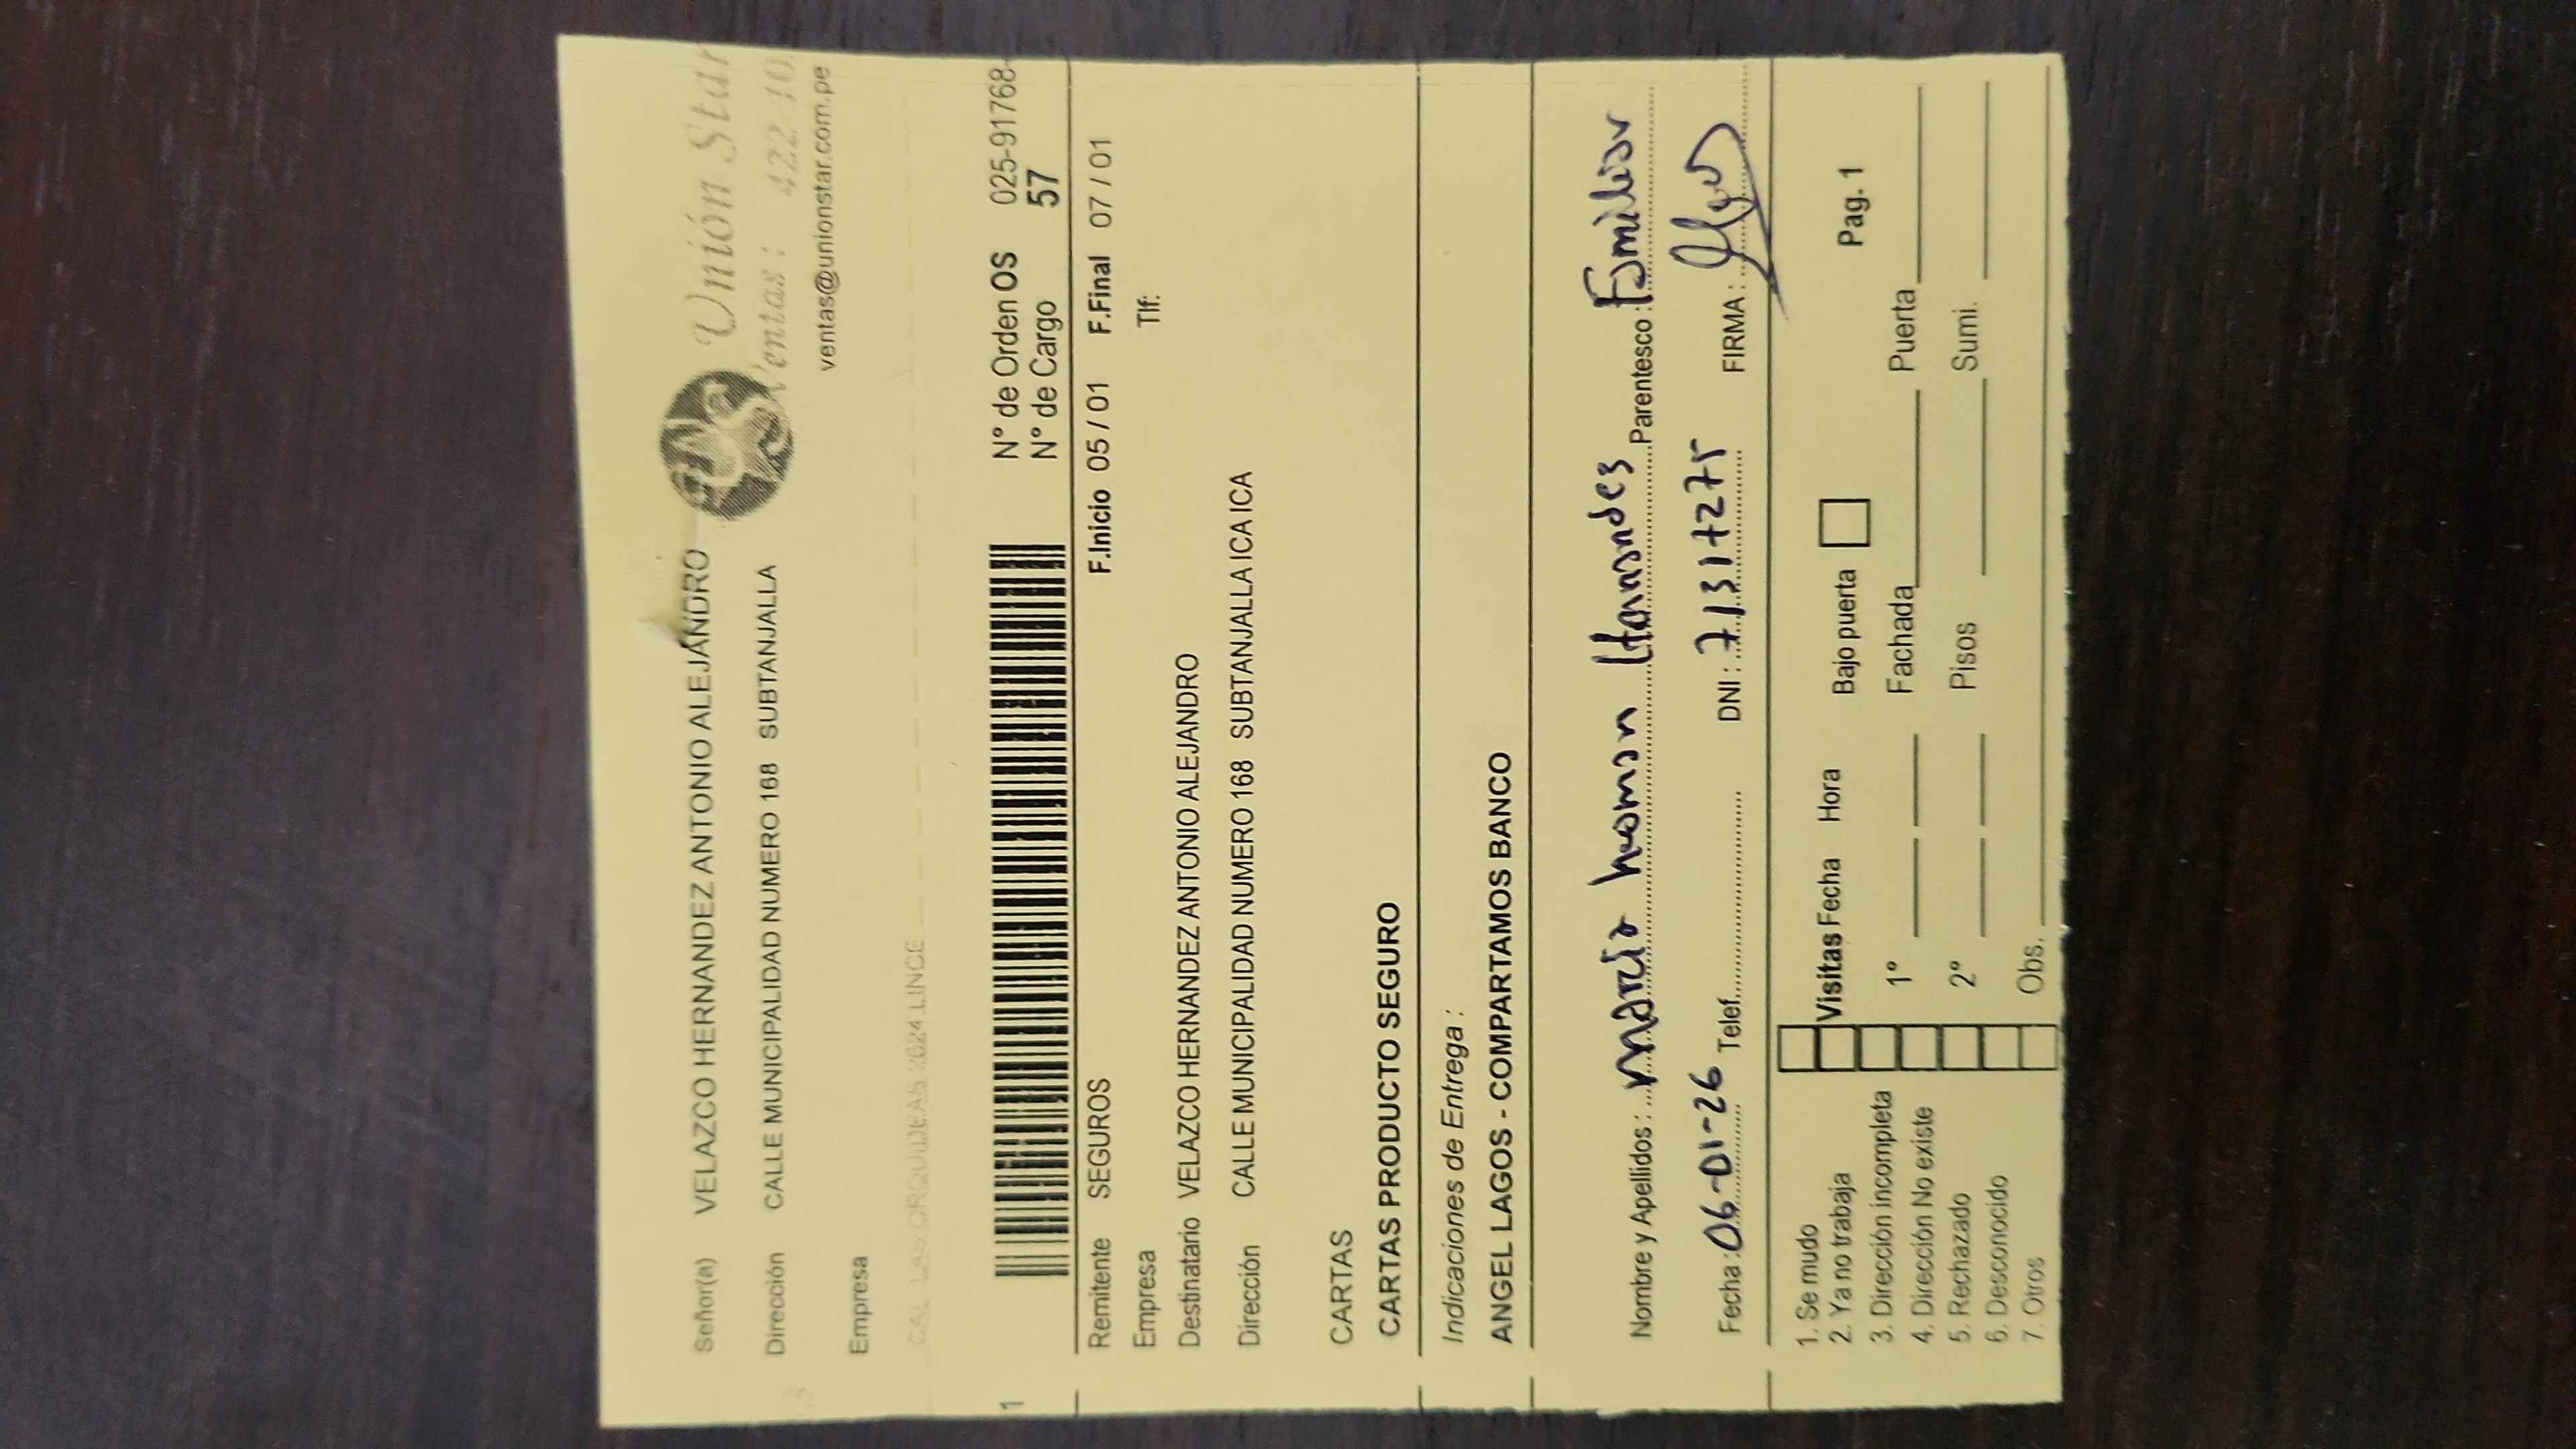 Señor(a) VELAZCO HERNANDEZ ANTONIO ALEJANDRO
Unión Star
Dirección CALLE MUNICIPALIDAD NUMERO 168 SUBTANJALLA
Ventas : 422 10
ventas@unionstar.com.pe
Empresa
CAL LAS ORQUIDEAS 2624 LINCE
1
N° de Orden OS 025-91768-
N° de Cargo 57
Remitente SEGUROS F.Inicio 05 / 01 F.Final 07 / 01
Empresa Tlf:
Destinatario VELAZCO HERNANDEZ ANTONIO ALEJANDRO
Dirección CALLE MUNICIPALIDAD NUMERO 168 SUBTANJALLA ICA ICA
CARTAS
CARTAS PRODUCTO SEGURO
Indicaciones de Entrega :
ANGEL LAGOS - COMPARTAMOS BANCO
Nombre y Apellidos : maria huaman Parentesco : Familiar
Fecha : 06-01-26 Telef. DNI : FIRMA :
1. Se mudo
2. Ya no trabaja
3. Dirección incompleta
4. Dirección No existe
5. Rechazado
6. Desconocido
7. Otros
Visitas Fecha Hora Bajo puerta Pag. 1
1º Fachada Puerta
2º Pisos Sumi.
Obs.